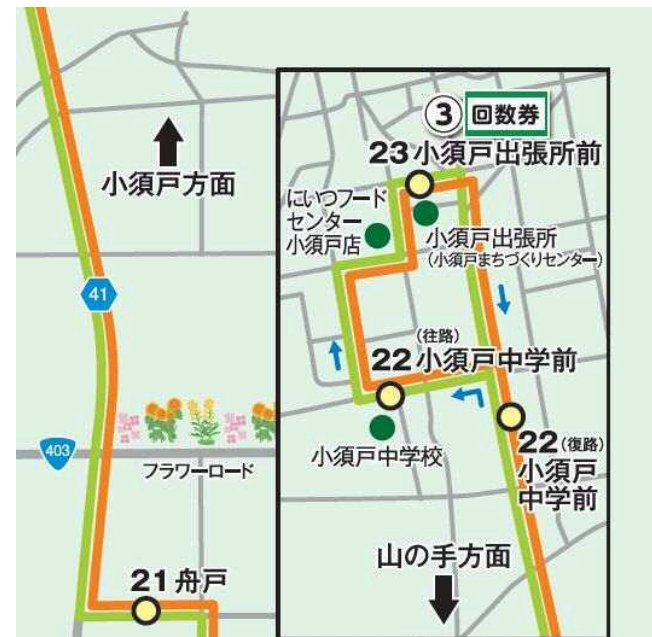 小須戸方面
41
403
フラワーロード
21 舟戸
③ 回数券
23 小須戸出張所前
にいつフード
センター
小須戸店
小須戸出張所
(小須戸まちづくりセンター)
(往路)
22 小須戸中学前
小須戸中学校
22 (復路)
小須戸
中学前
山の手方面